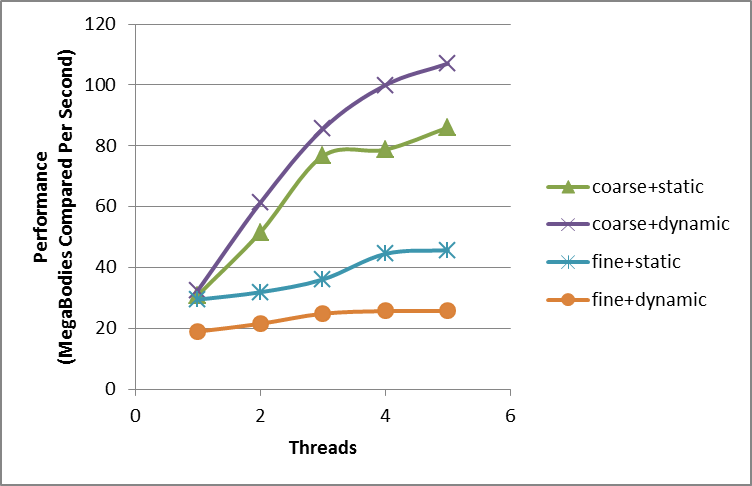 120
100
80
60
40
20
0
0 2 4 6
Performance
(MegaBodies Compared Per Second)
Threads
coarse+static
coarse+dynamic
fine+static
fine+dynamic